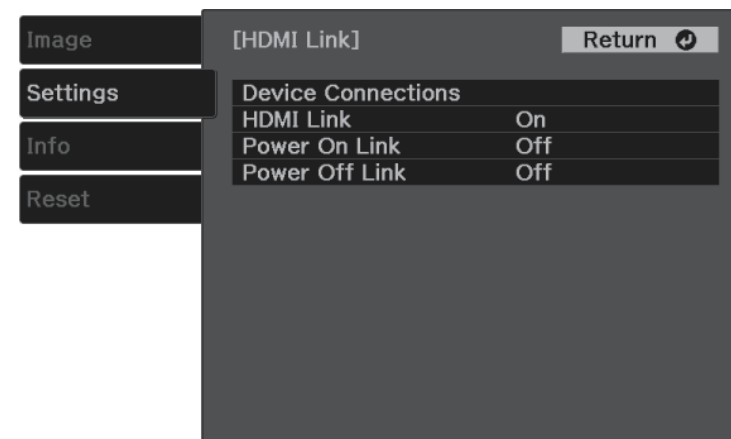 Image
Settings
Info
Reset
[HDMI Link]
Return
Device Connections
HDMI Link On
Power On Link Off
Power Off Link Off